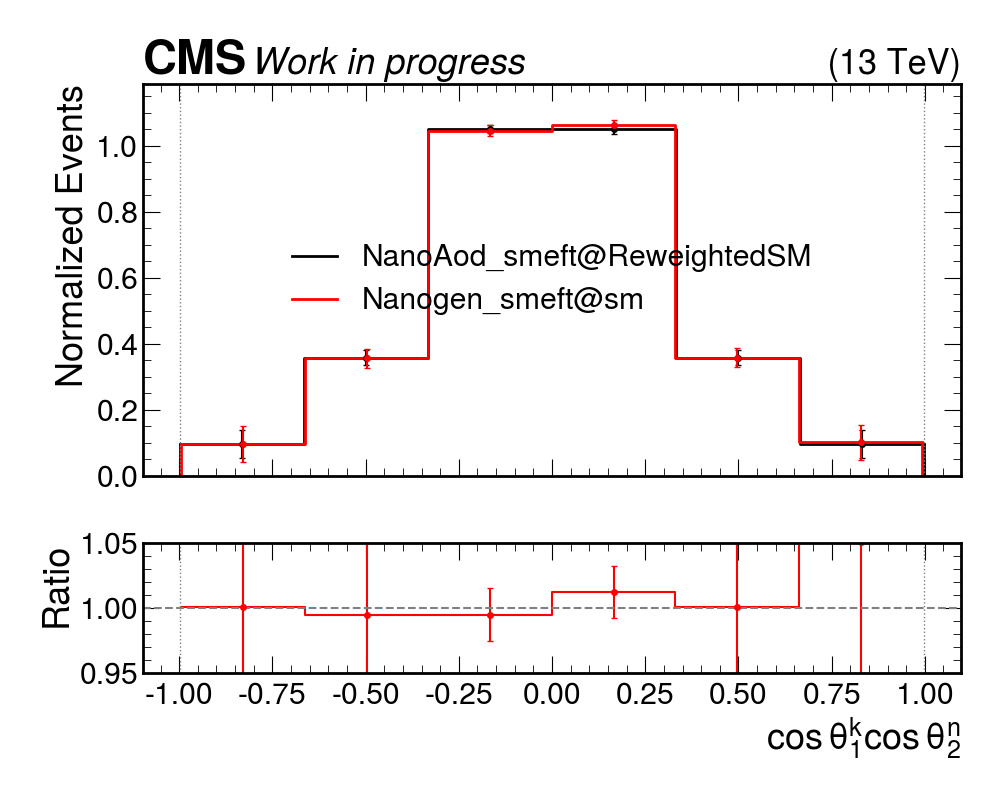 CMS Work in progress (13 TeV)
Normalized Events
1.0
0.8
0.6
0.4
0.2
0.0
NanoAod_smeft@ReweightedSM
Nanogen_smeft@sm
Ratio
1.05
1.00
0.95
-1.00 -0.75 -0.50 -0.25 0.00 0.25 0.50 0.75 1.00
cos θ₁ᵏcos θ₂ⁿ